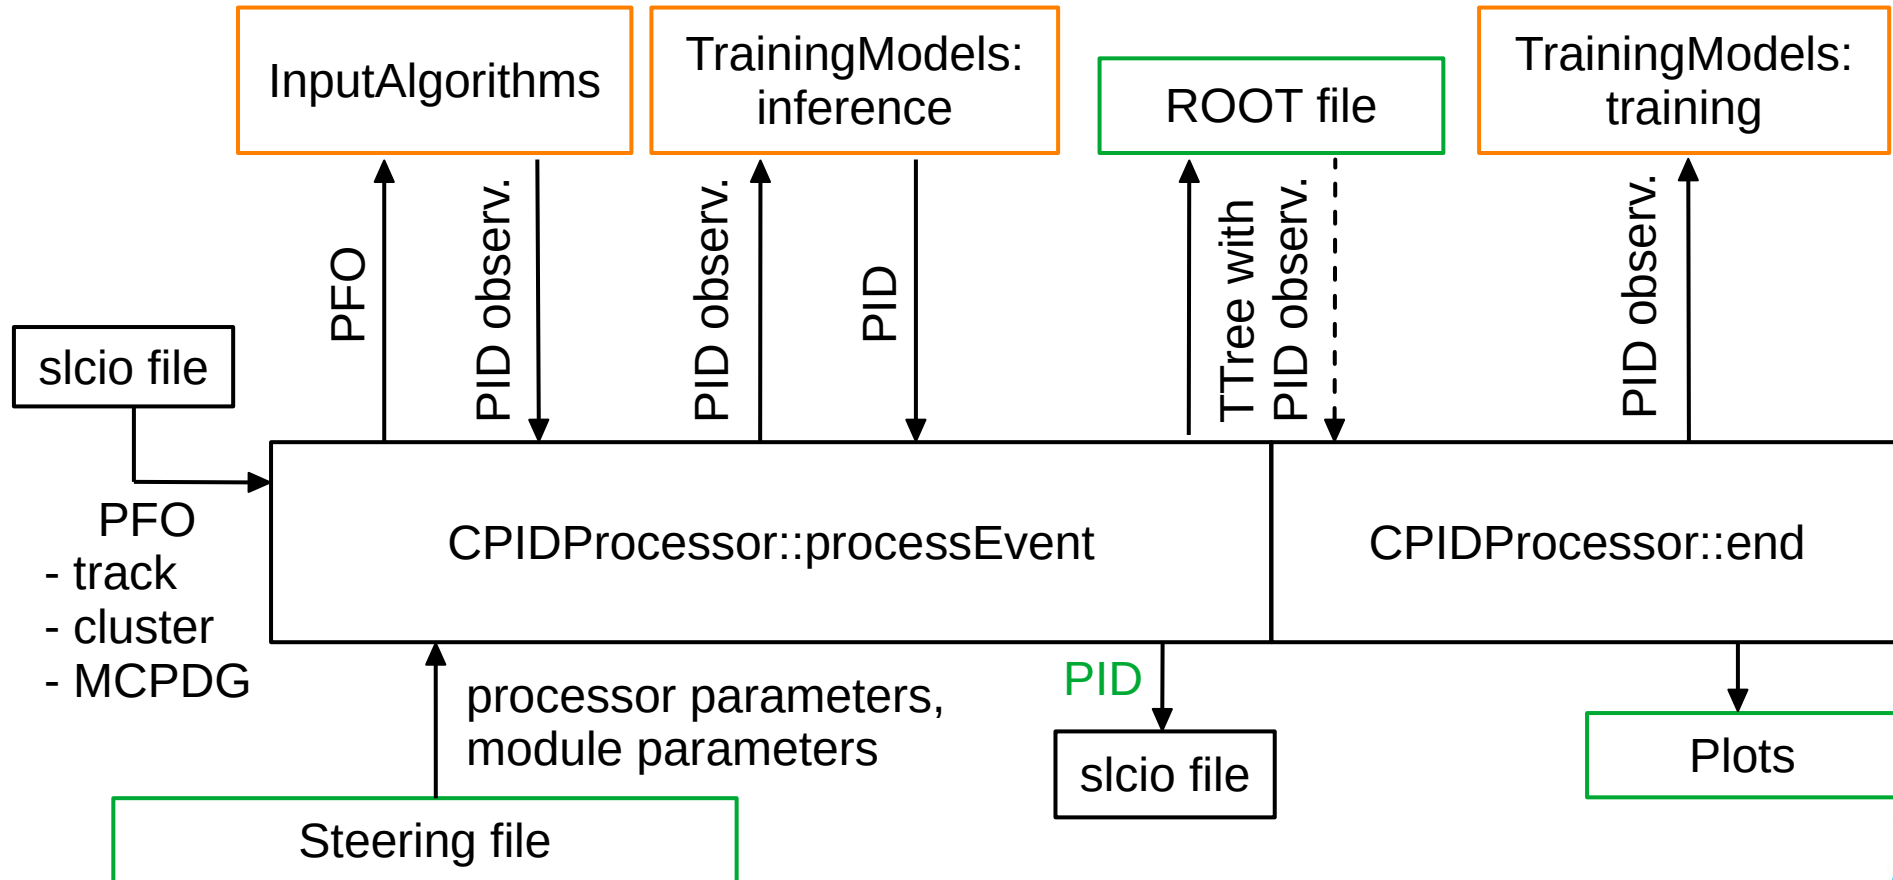 InputAlgorithms
TrainingModels:
inference
ROOT file
TrainingModels:
training
PFO
PID observ.
PID observ.
PID
TTree with
PID observ.
PID observ.
slcio file
PFO
- track
- cluster
- MCPDG
CPIDProcessor::processEvent
CPIDProcessor::end
processor parameters,
module parameters
PID
slcio file
Plots
Steering file